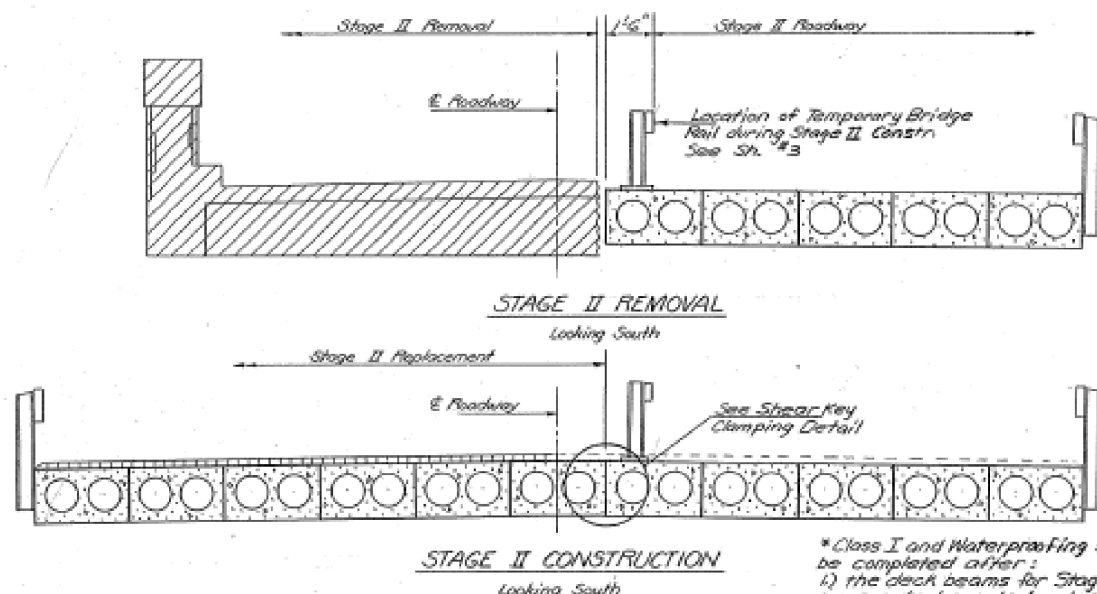 Stage II Removal
1'-6"
Stage II Roadway
℄ Roadway
Location of Temporary Bridge
Rail during Stage II Constr.
See Sh. #3
STAGE II REMOVAL
Looking South
Stage II Replacement
℄ Roadway
See Shear Key
Clamping Detail
STAGE II CONSTRUCTION
Looking South
*Class I and Waterproofing
be completed after:
1) the deck beams for Stag